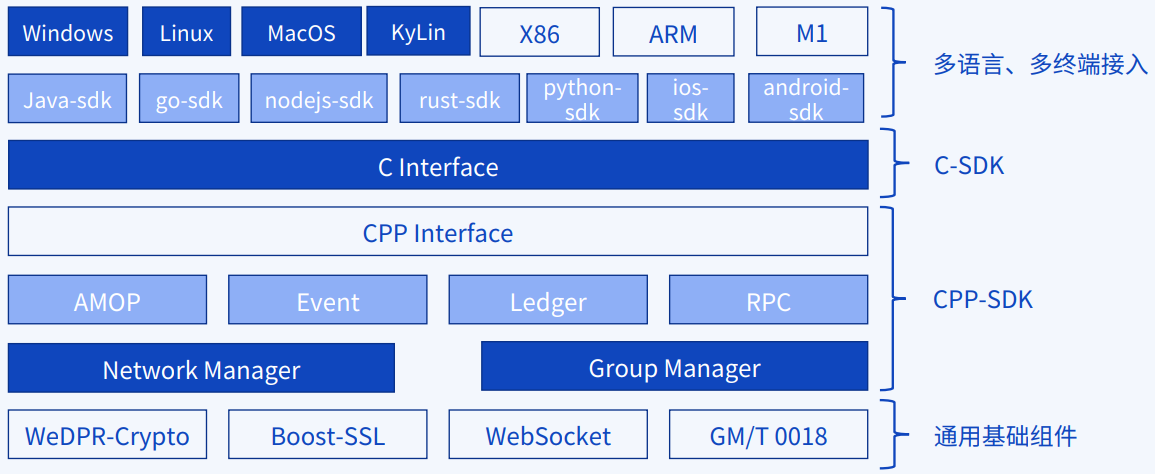 Windows
Linux
MacOS
KyLin
X86
ARM
M1
多语言、多终端接入
Java-sdk
go-sdk
nodejs-sdk
rust-sdk
python-
sdk
ios-
sdk
android-
sdk
C Interface
C-SDK
CPP Interface
AMOP
Event
Ledger
RPC
CPP-SDK
Network Manager
Group Manager
WeDPR-Crypto
Boost-SSL
WebSocket
GM/T 0018
通用基础组件